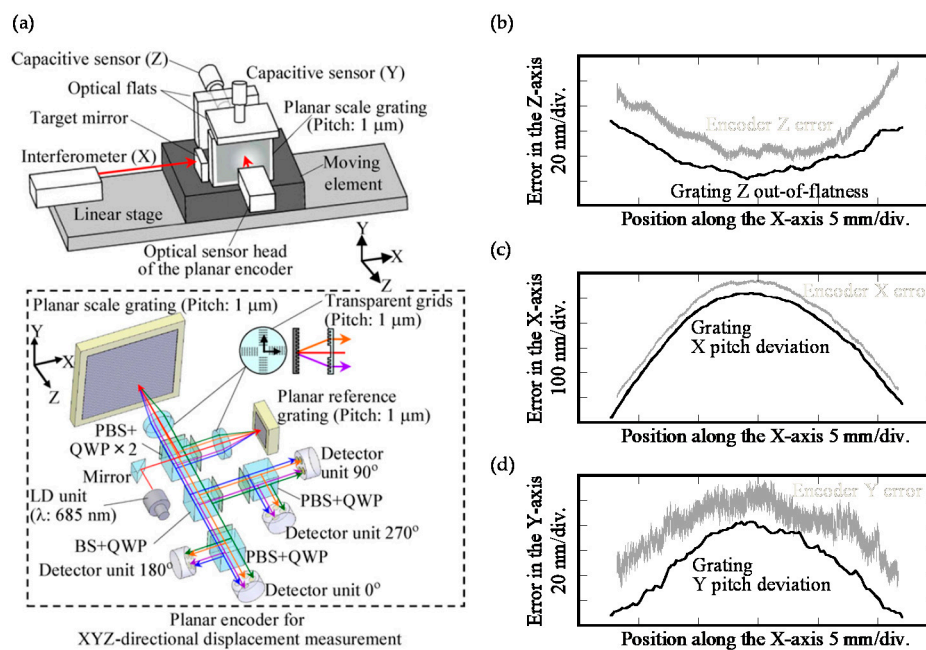 (a)
Capacitive sensor (Z)
Capacitive sensor (Y)
Optical flats
Planar scale grating
(Pitch: 1 μm)
Target mirror
Interferometer (X)
Moving
element
Linear stage
Optical sensor head
of the planar encoder
Y
X
Z
Planar scale grating (Pitch: 1 μm)
Transparent grids
(Pitch: 1 μm)
Y
X
Z
Planar reference
grating (Pitch: 1 μm)
PBS+
QWP×2
Mirror
Detector
unit 90°
LD unit
(λ: 685 nm)
PBS+QWP
BS+QWP
Detector unit 270°
PBS+QWP
Detector unit 180°
Detector unit 0°
Planar encoder for
XYZ-directional displacement measurement
(b)
Error in the Z-axis
20 nm/div.
Encoder Z error
Grating Z out-of-flatness
Position along the X-axis 5 mm/div.
(c)
Error in the X-axis
100 nm/div.
Encoder X error
Grating
X pitch deviation
Position along the X-axis 5 mm/div.
(d)
Error in the Y-axis
20 nm/div.
Encoder Y error
Grating
Y pitch deviation
Position along the X-axis 5 mm/div.